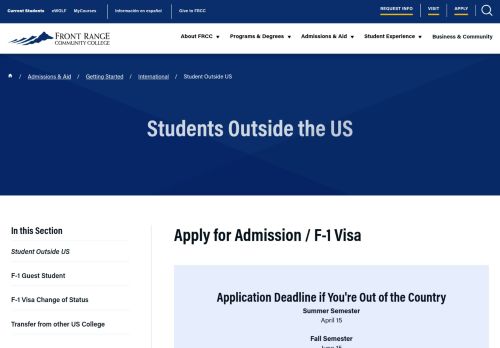 Current Students eWOLF MyCourses Información en español Give to FRCC REQUEST INFO VISIT APPLY
FRONT RANGE
COMMUNITY COLLEGE
About FRCC Programs & Degrees Admissions & Aid Student Experience Business & Community
/ Admissions & Aid / Getting Started / International / Student Outside US
Students Outside the US
In this Section
Student Outside US
F-1 Guest Student
F-1 Visa Change of Status
Transfer from other US College
Apply for Admission / F-1 Visa
Application Deadline if You're Out of the Country
Summer Semester
April 15
Fall Semester
June 15